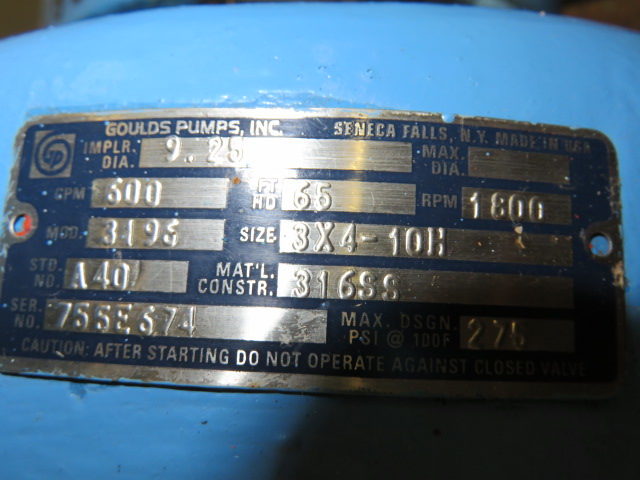 GOULDS PUMPS, INC. SENECA FALLS, N.Y. MADE IN USA
IMPLR. DIA. 9.25 MAX. DIA.
GPM 600 FT HD 65 RPM 1800
MOD. 3196 SIZE 3X4-10H
STD. NO. A40 MAT'L. CONSTR. 316SS
SER. NO. 755E674 MAX. DSGN. PSI @ 100F 275
CAUTION: AFTER STARTING DO NOT OPERATE AGAINST CLOSED VALVE